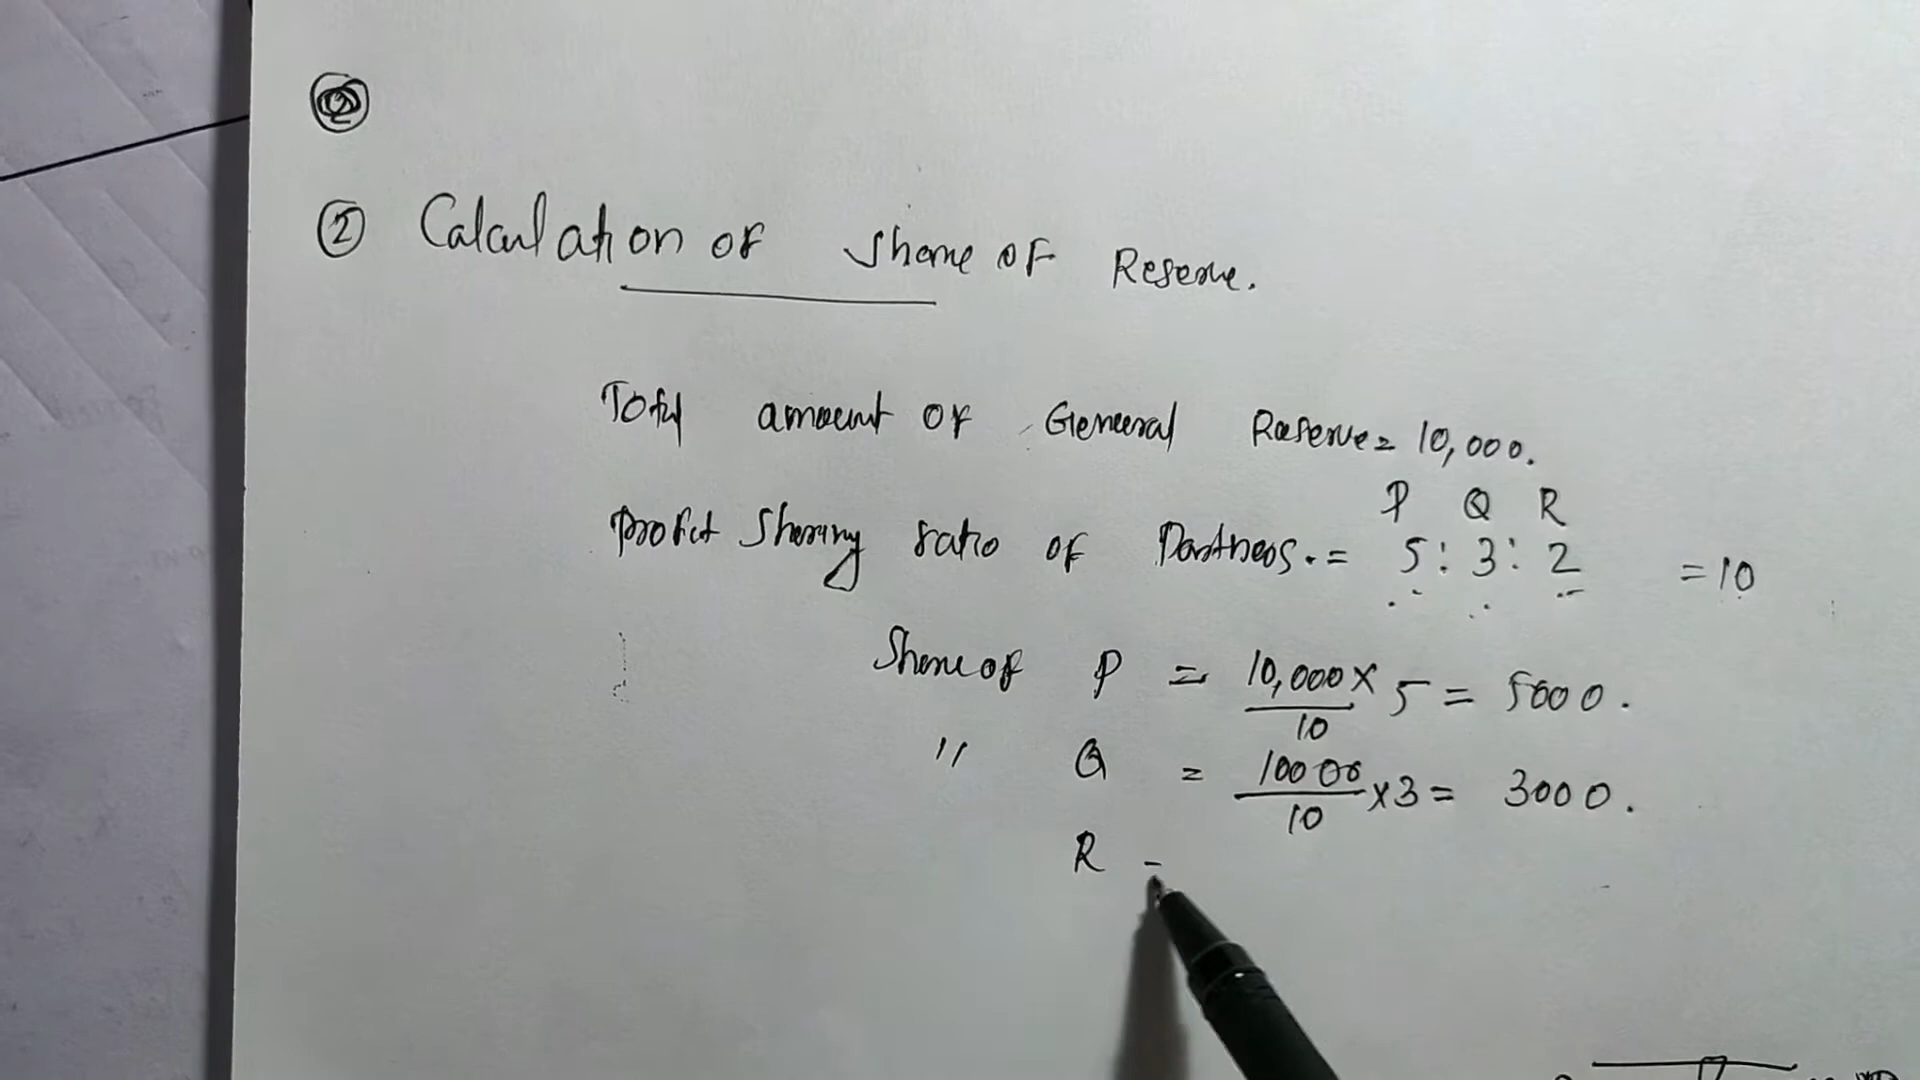 ② Calculation of Share of Reserve.
Total amount of General Reserve = 10,000.
P Q R
Profit Sharing ratio of Partners. = 5 : 3 : 2 = 10
Share of P = 10,000/10 × 5 = 5000.
" Q = 10000/10 × 3 = 3000.
R -